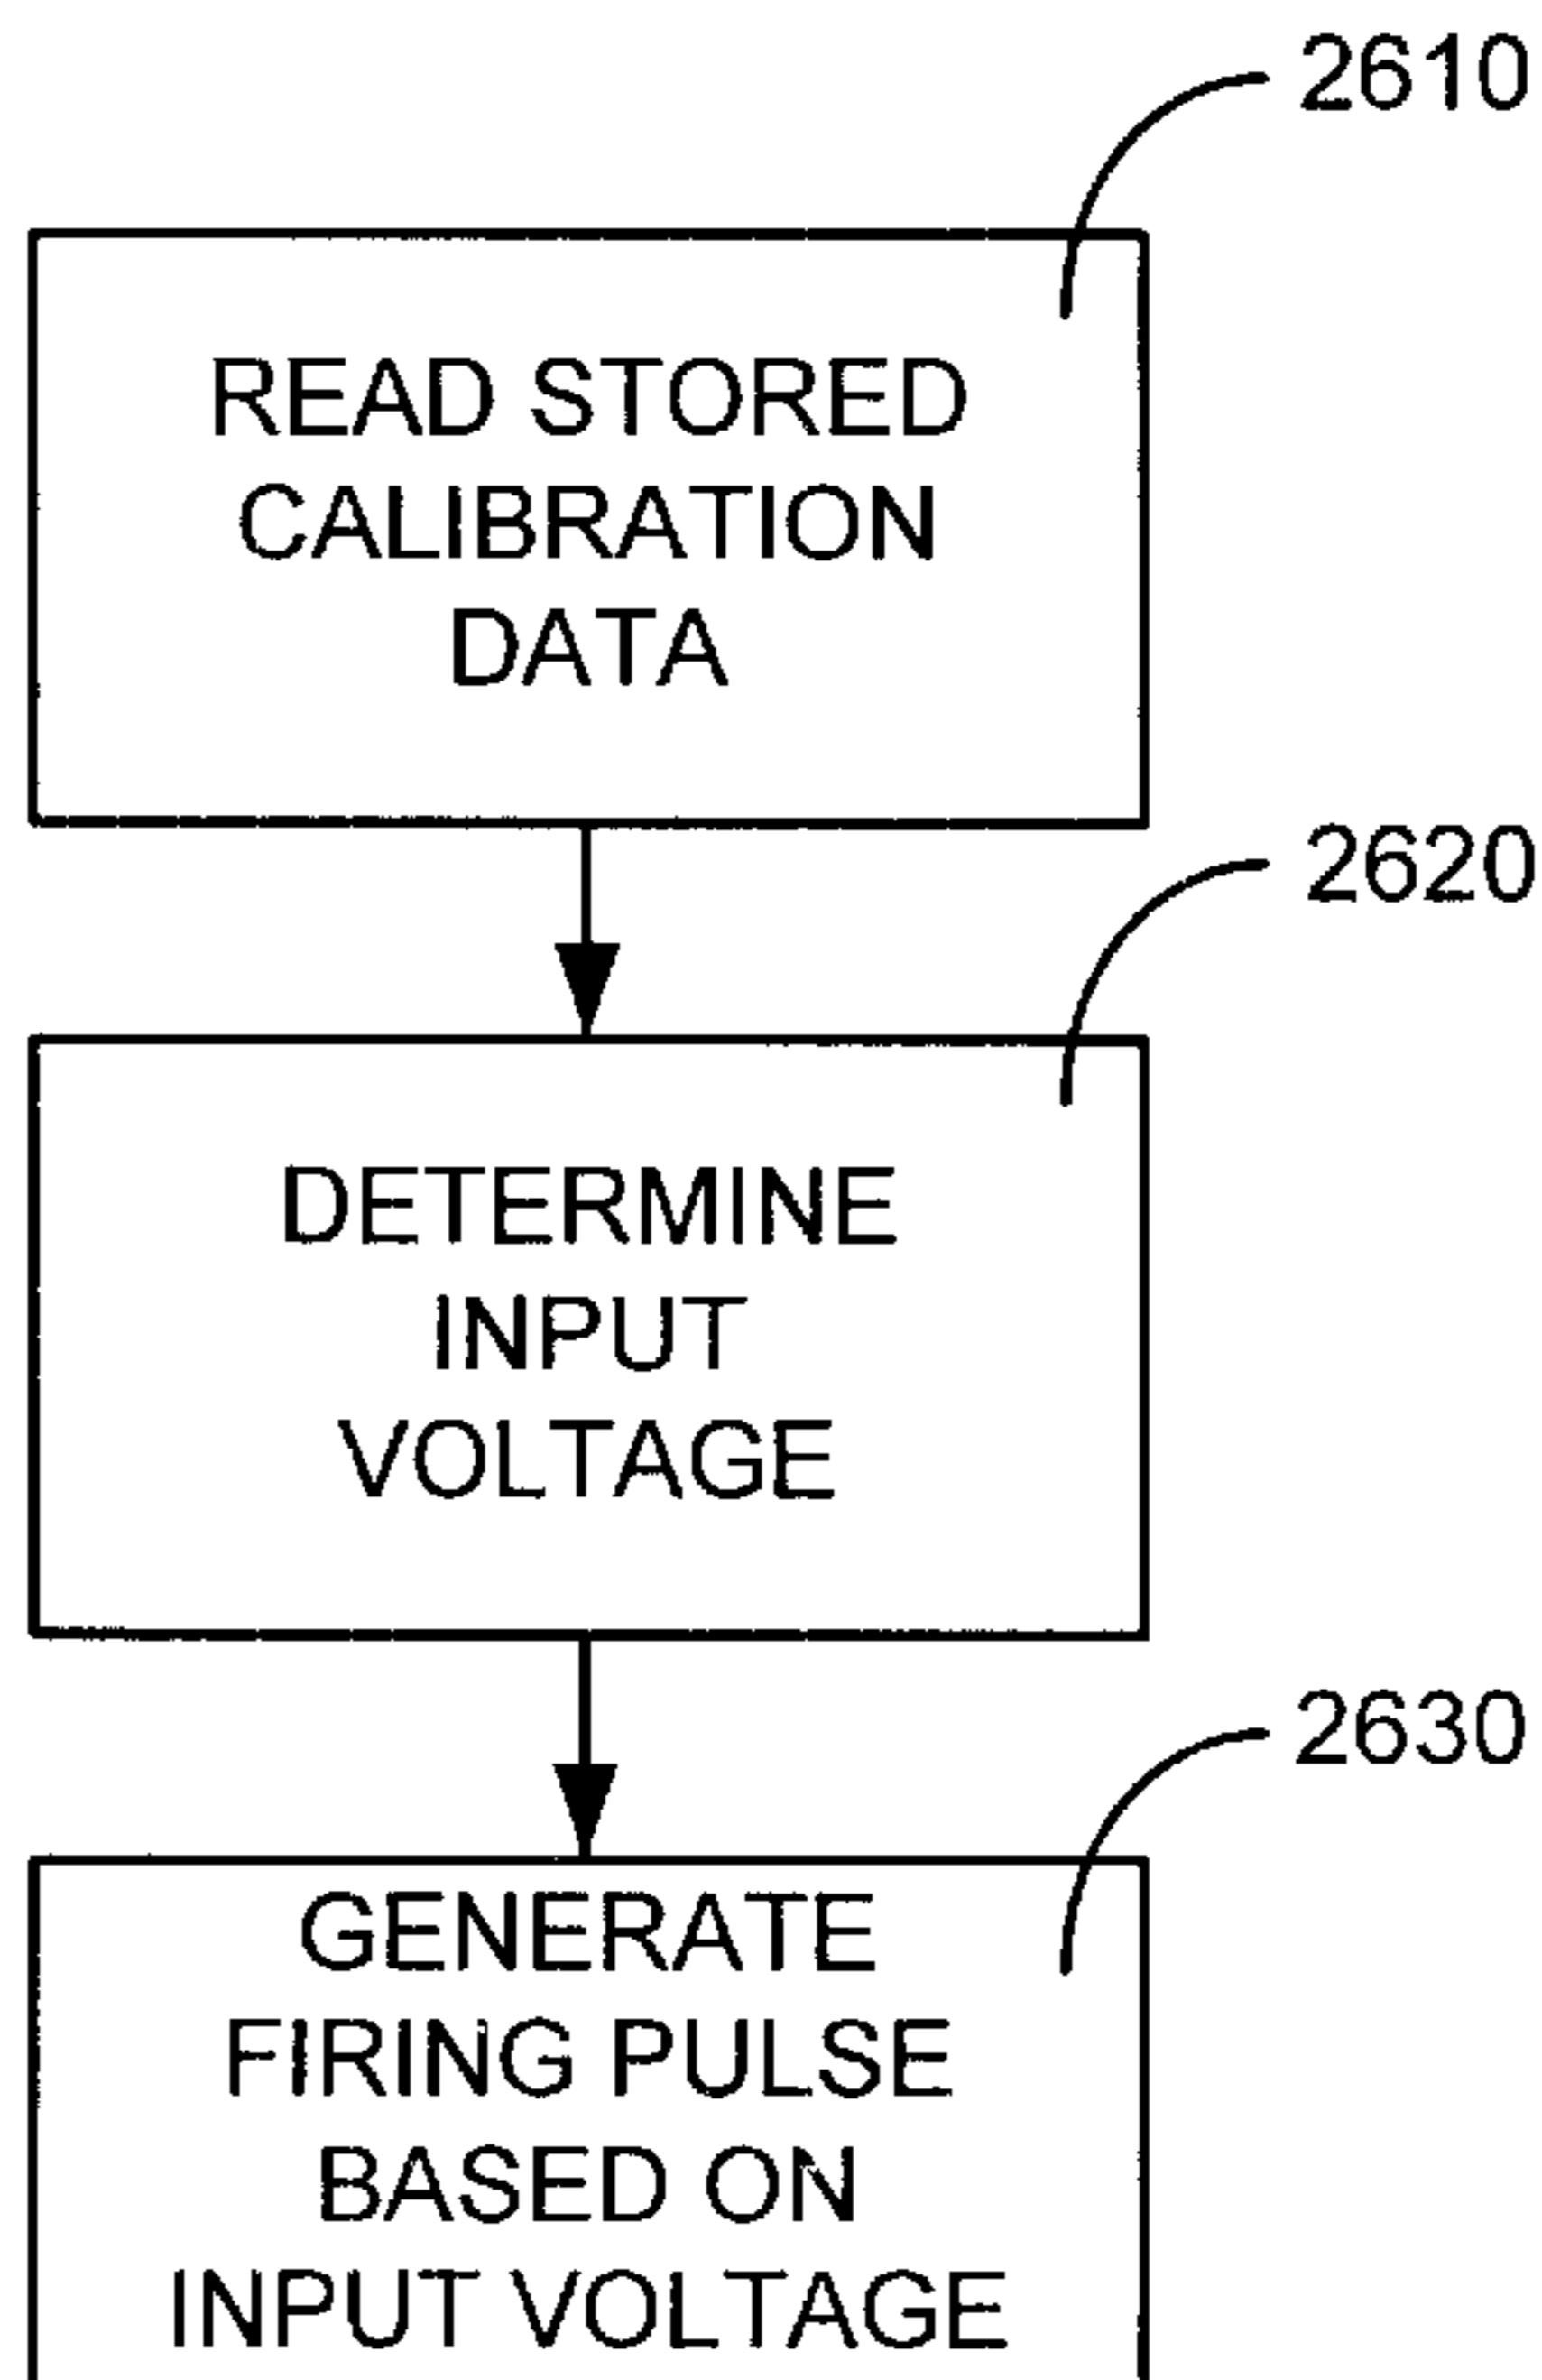 2610
READ STORED
CALIBRATION
DATA
2620
DETERMINE
INPUT
VOLTAGE
2630
GENERATE
FIRING PULSE
BASED ON
INPUT VOLTAGE